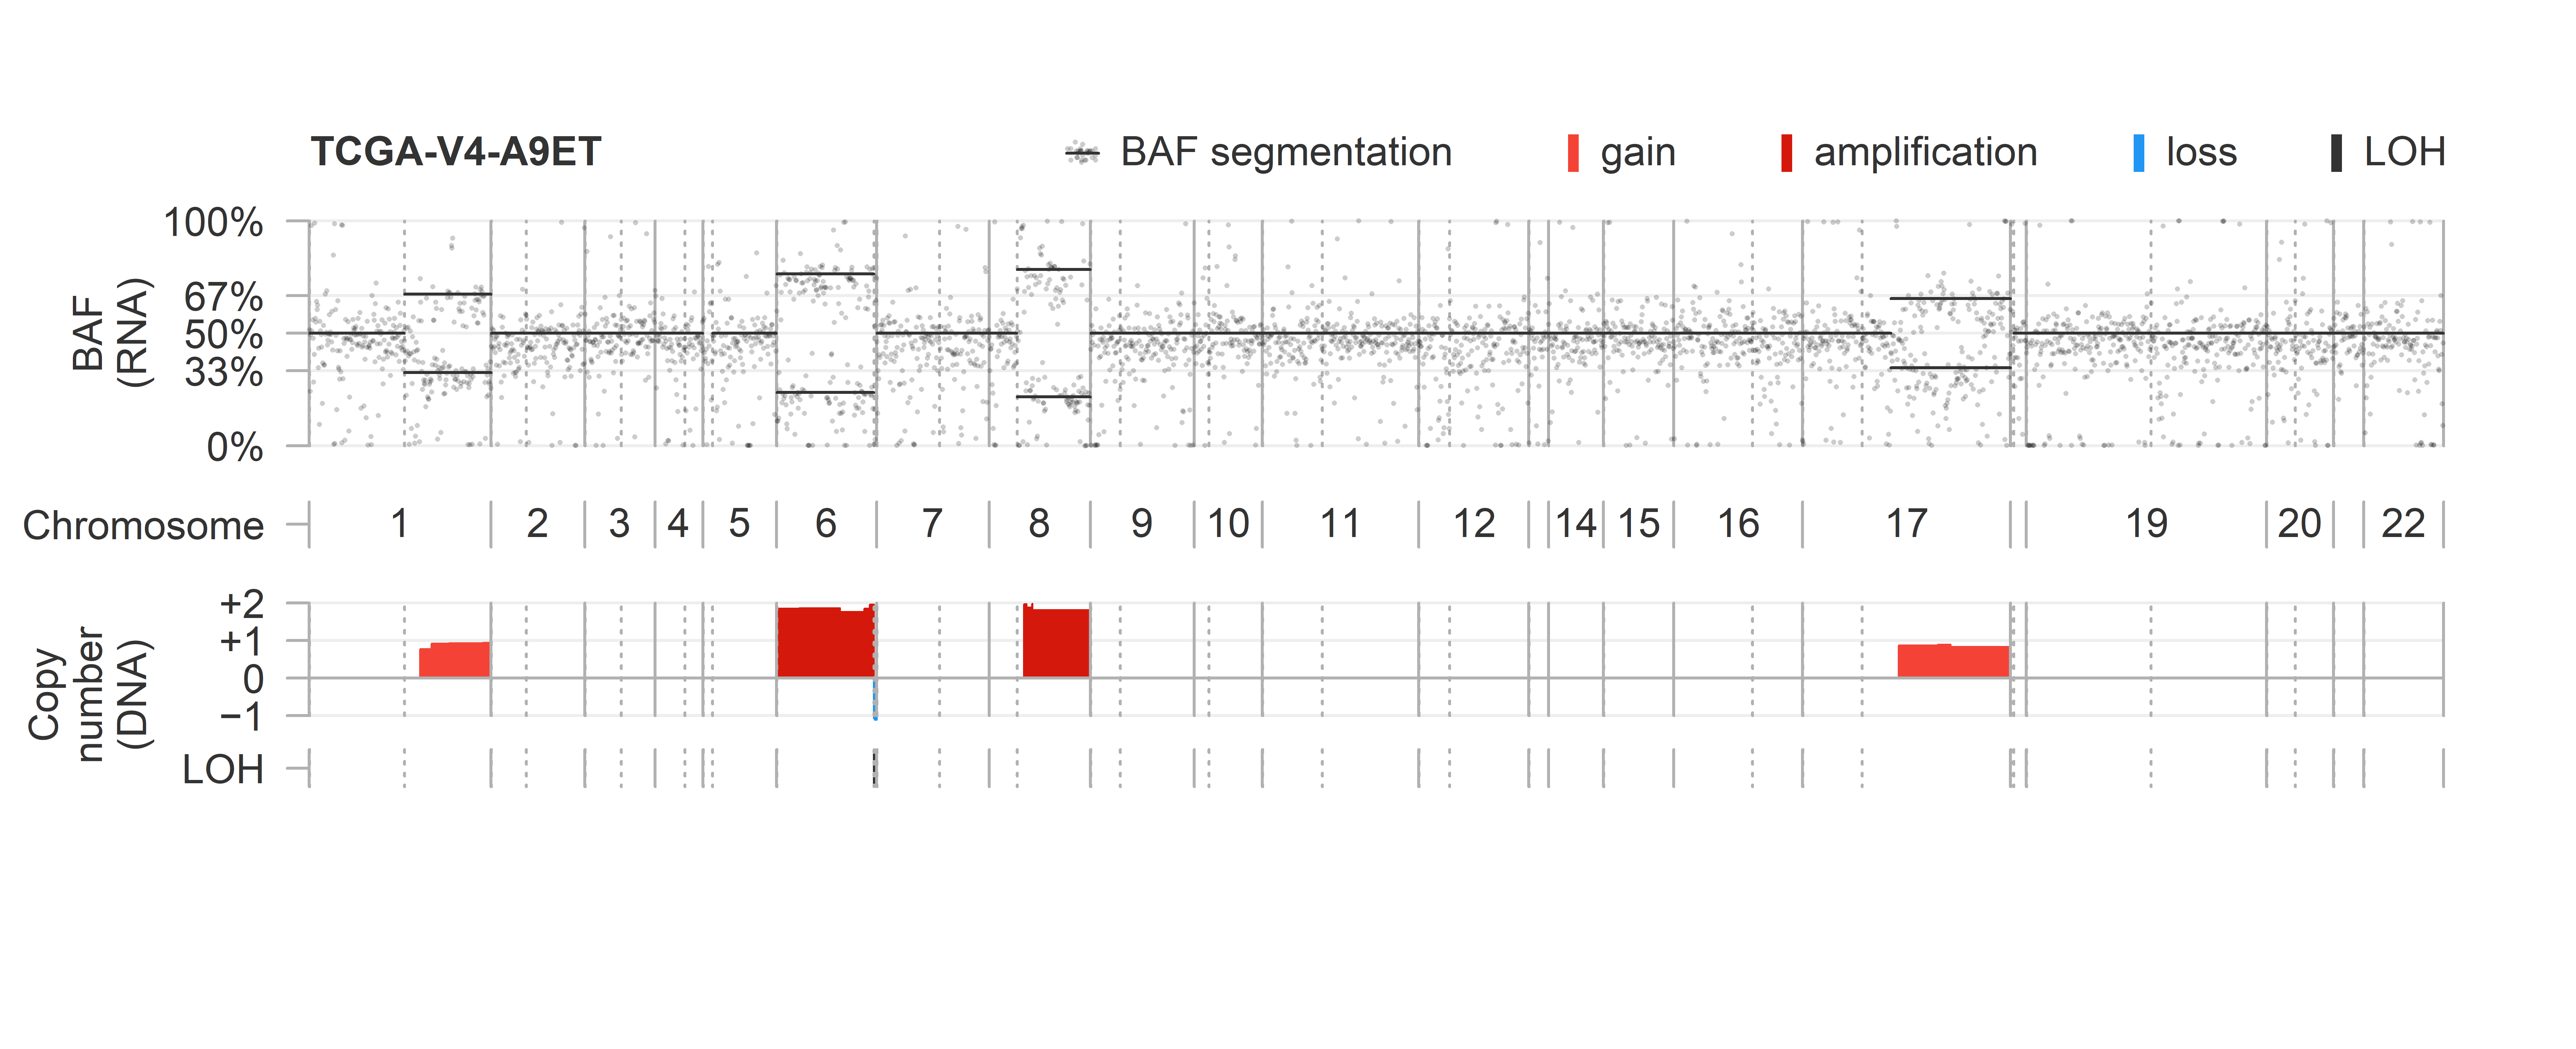 TCGA-V4-A9ET
BAF segmentation
gain
amplification
loss
LOH
BAF
(RNA)
100%
67%
50%
33%
0%
Chromosome
1 2 3 4 5 6 7 8 9 10 11 12 14 15 16 17 19 20 22
Copy
number
(DNA)
+2
+1
0
−1
LOH